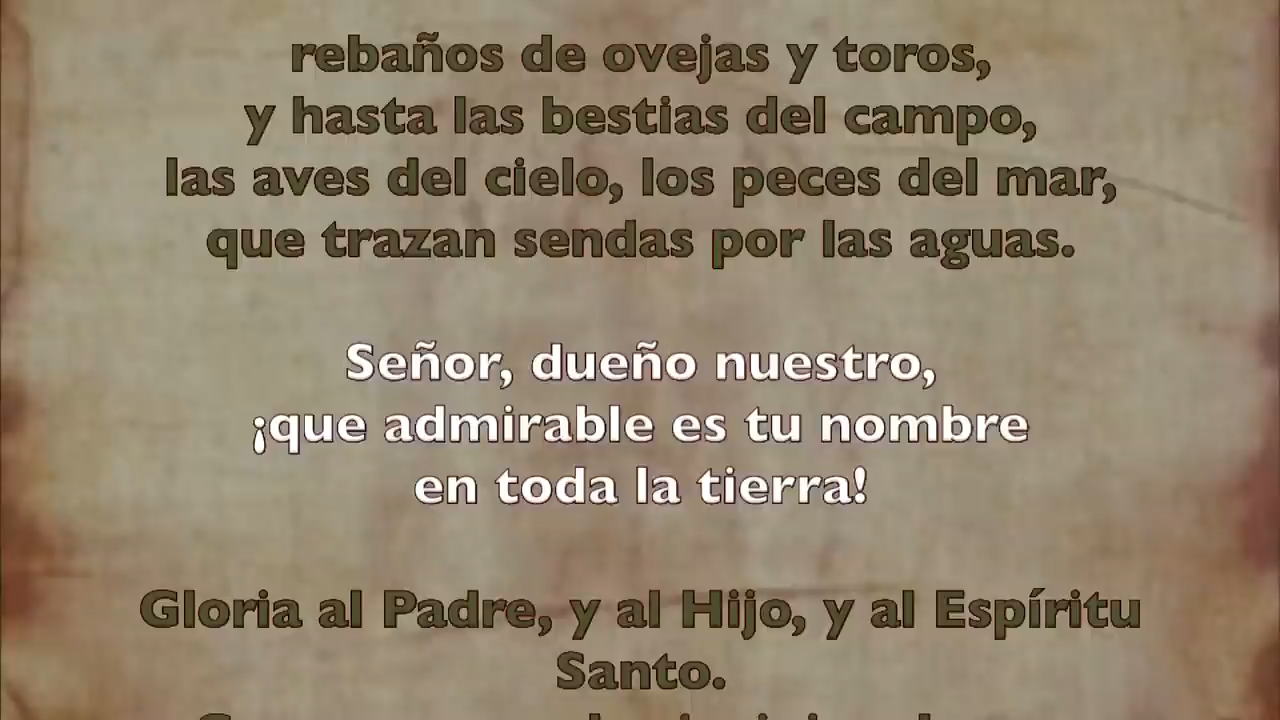 rebaños de ovejas y toros,
y hasta las bestias del campo,
las aves del cielo, los peces del mar,
que trazan sendas por las aguas.
Señor, dueño nuestro,
¡que admirable es tu nombre
en toda la tierra!
Gloria al Padre, y al Hijo, y al Espíritu
Santo.